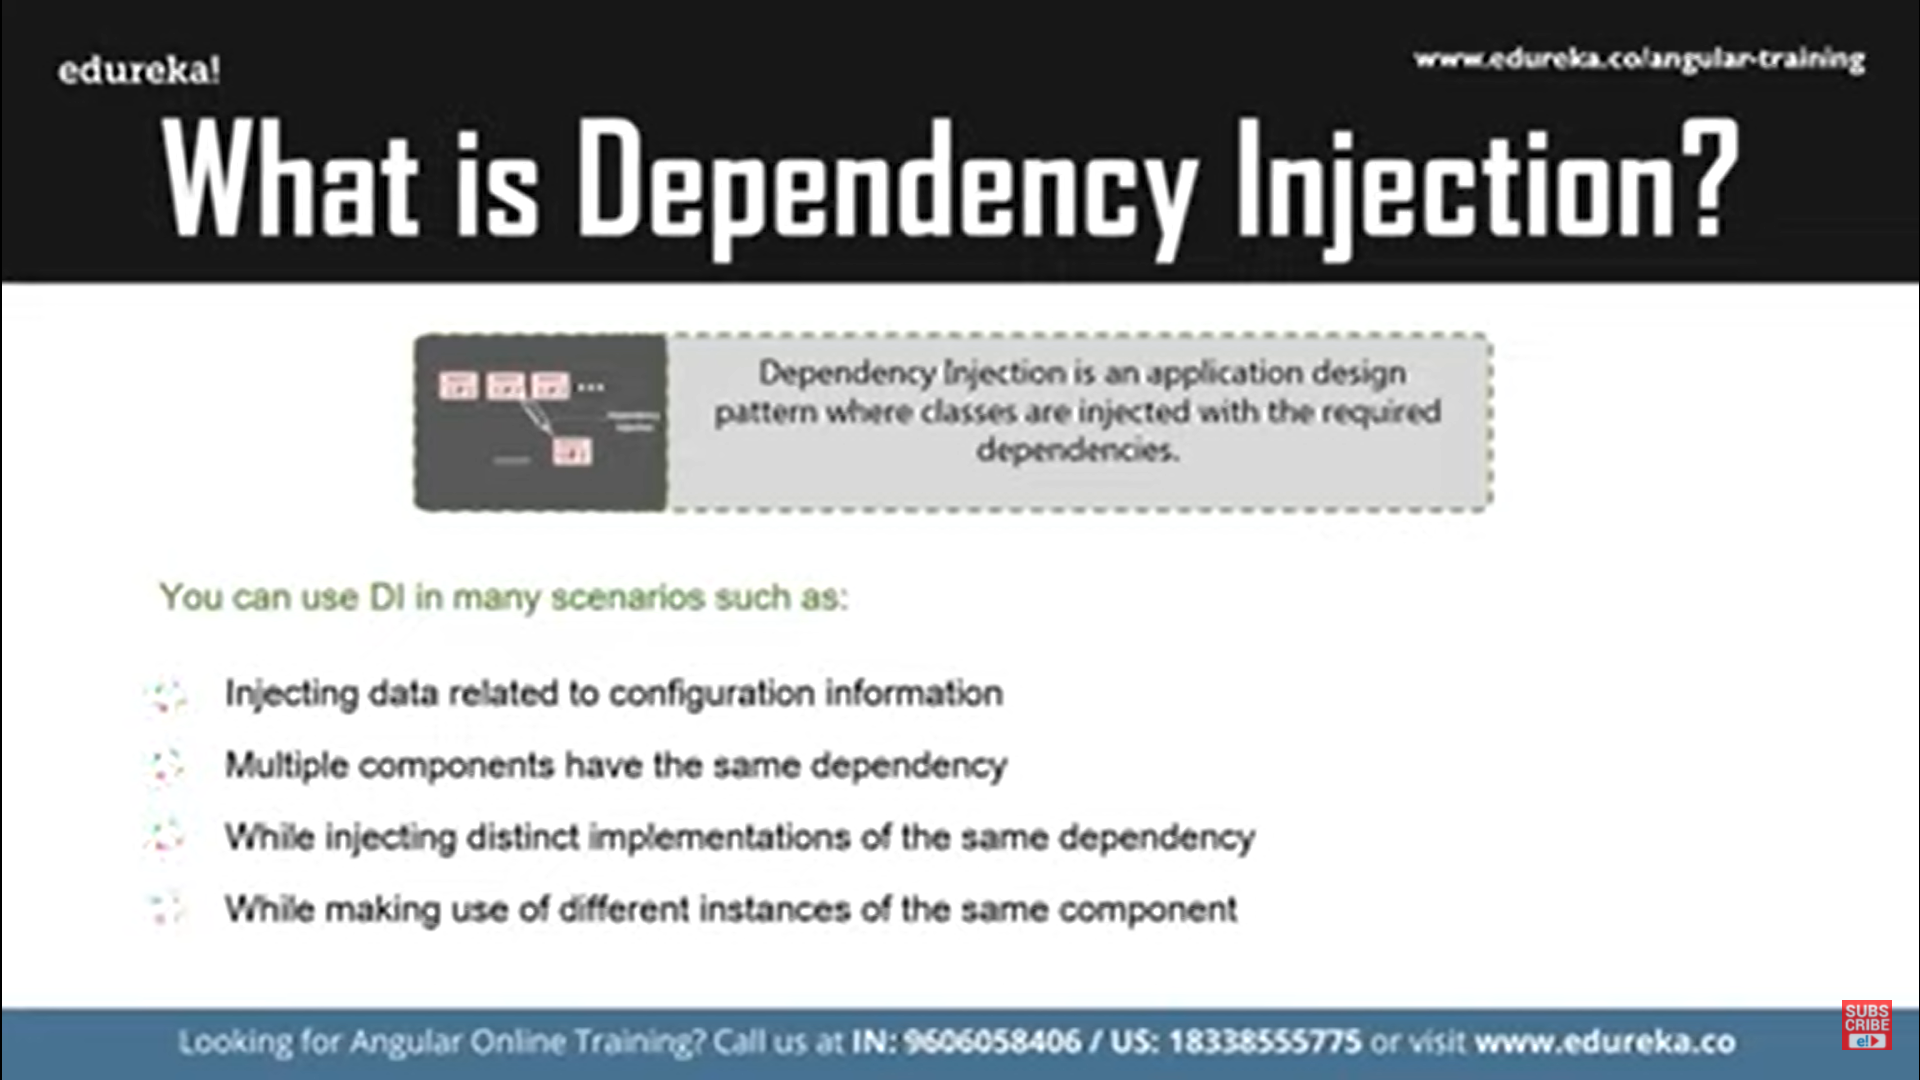 edureka!
www.edureka.co/angular-training
What is Dependency Injection?
Dependency Injection is an application design
pattern where classes are injected with the required
dependencies.
You can use DI in many scenarios such as:
Injecting data related to configuration information
Multiple components have the same dependency
While injecting distinct implementations of the same dependency
While making use of different instances of the same component
Looking for Angular Online Training? Call us at IN: 9606058406 / US: 18338555775 or visit www.edureka.co
SUBS
CRIBE
e!